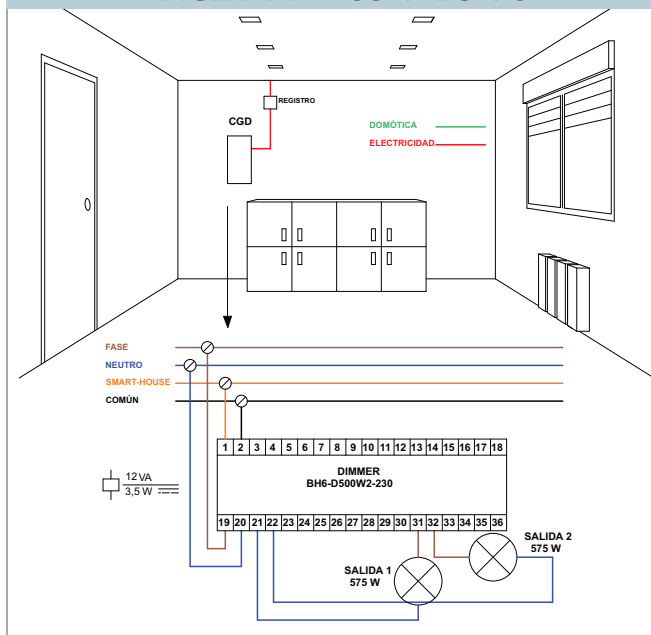 REGISTRO
CGD
DOMÓTICA
ELECTRICIDAD
FASE
NEUTRO
SMART-HOUSE
COMÚN
1 2 3 4 5 6 7 8 9 10 11 12 13 14 15 16 17 18
DIMMER
BH6-D500W2-230
12 VA
3,5 W
19 20 21 22 23 24 25 26 27 28 29 30 31 32 33 34 35 36
SALIDA 2
575 W
SALIDA 1
575 W